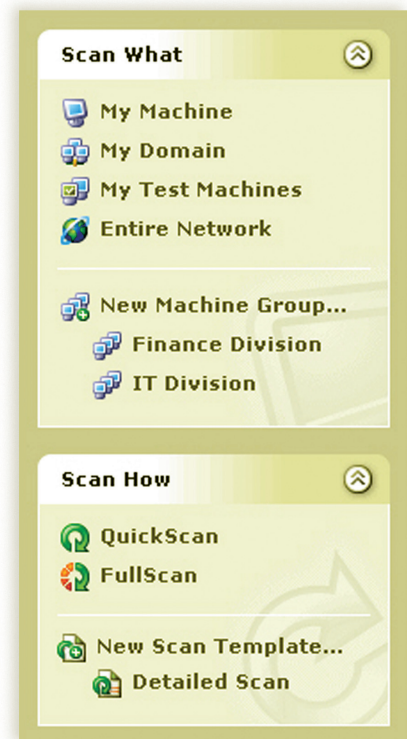 Scan What
My Machine
My Domain
My Test Machines
Entire Network
New Machine Group...
Finance Division
IT Division
Scan How
QuickScan
FullScan
New Scan Template...
Detailed Scan